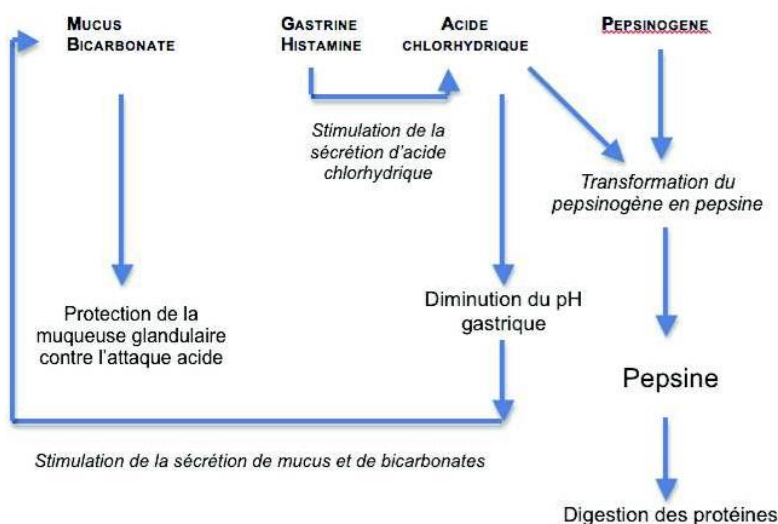 MUCUS
BICARBONATE
GASTRINE
HISTAMINE
ACIDE
CHLORHYDRIQUE
PEPSINOGENE
Stimulation de la
sécrétion d'acide
chlorhydrique
Transformation du
pepsinogène en pepsine
Protection de la
muqueuse glandulaire
contre l'attaque acide
Diminution du pH
gastrique
Pepsine
Stimulation de la sécrétion de mucus et de bicarbonates
Digestion des protéines